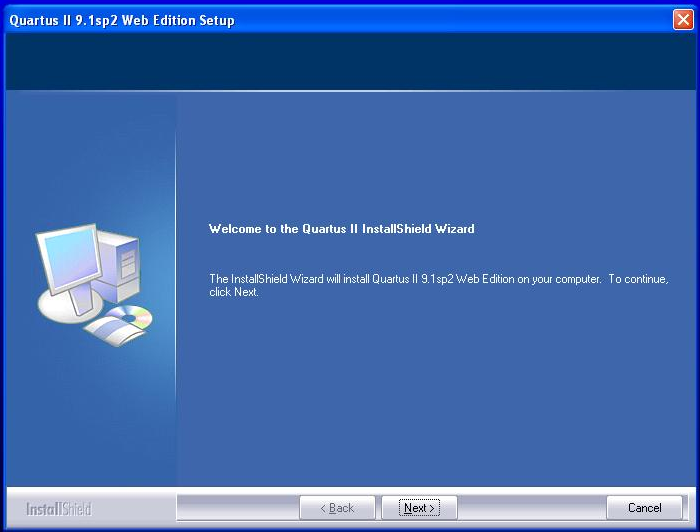 Quartus II 9.1sp2 Web Edition Setup
Welcome to the Quartus II InstallShield Wizard
The InstallShield Wizard will install Quartus II 9.1sp2 Web Edition on your computer. To continue,
click Next.
InstallShield
< Back
Next >
Cancel